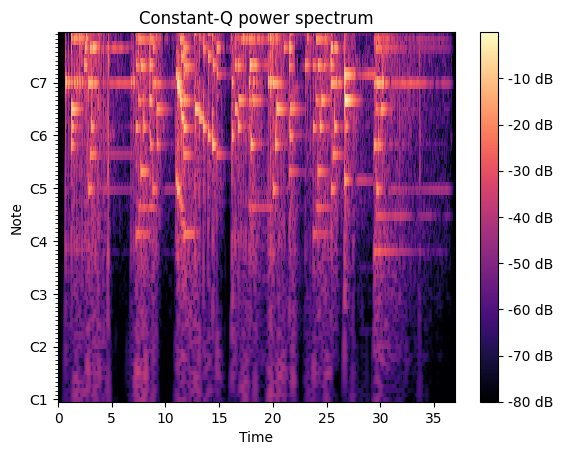 Constant-Q power spectrum
Note
C7
C6
C5
C4
C3
C2
C1
0 5 10 15 20 25 30 35
Time
-10 dB
-20 dB
-30 dB
-40 dB
-50 dB
-60 dB
-70 dB
-80 dB